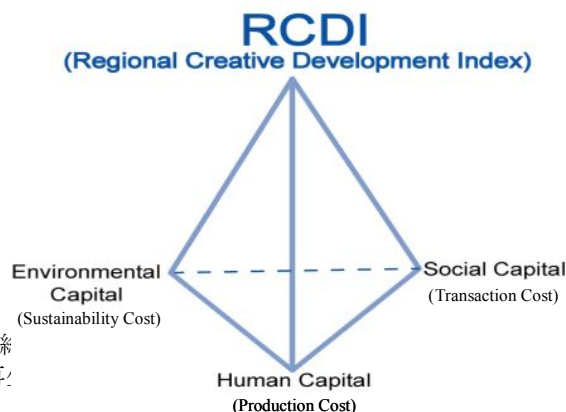 RCDI
(Regional Creative Development Index)
Environmental
Capital
(Sustainability Cost)
Social Capital
(Transaction Cost)
Human Capital
(Production Cost)